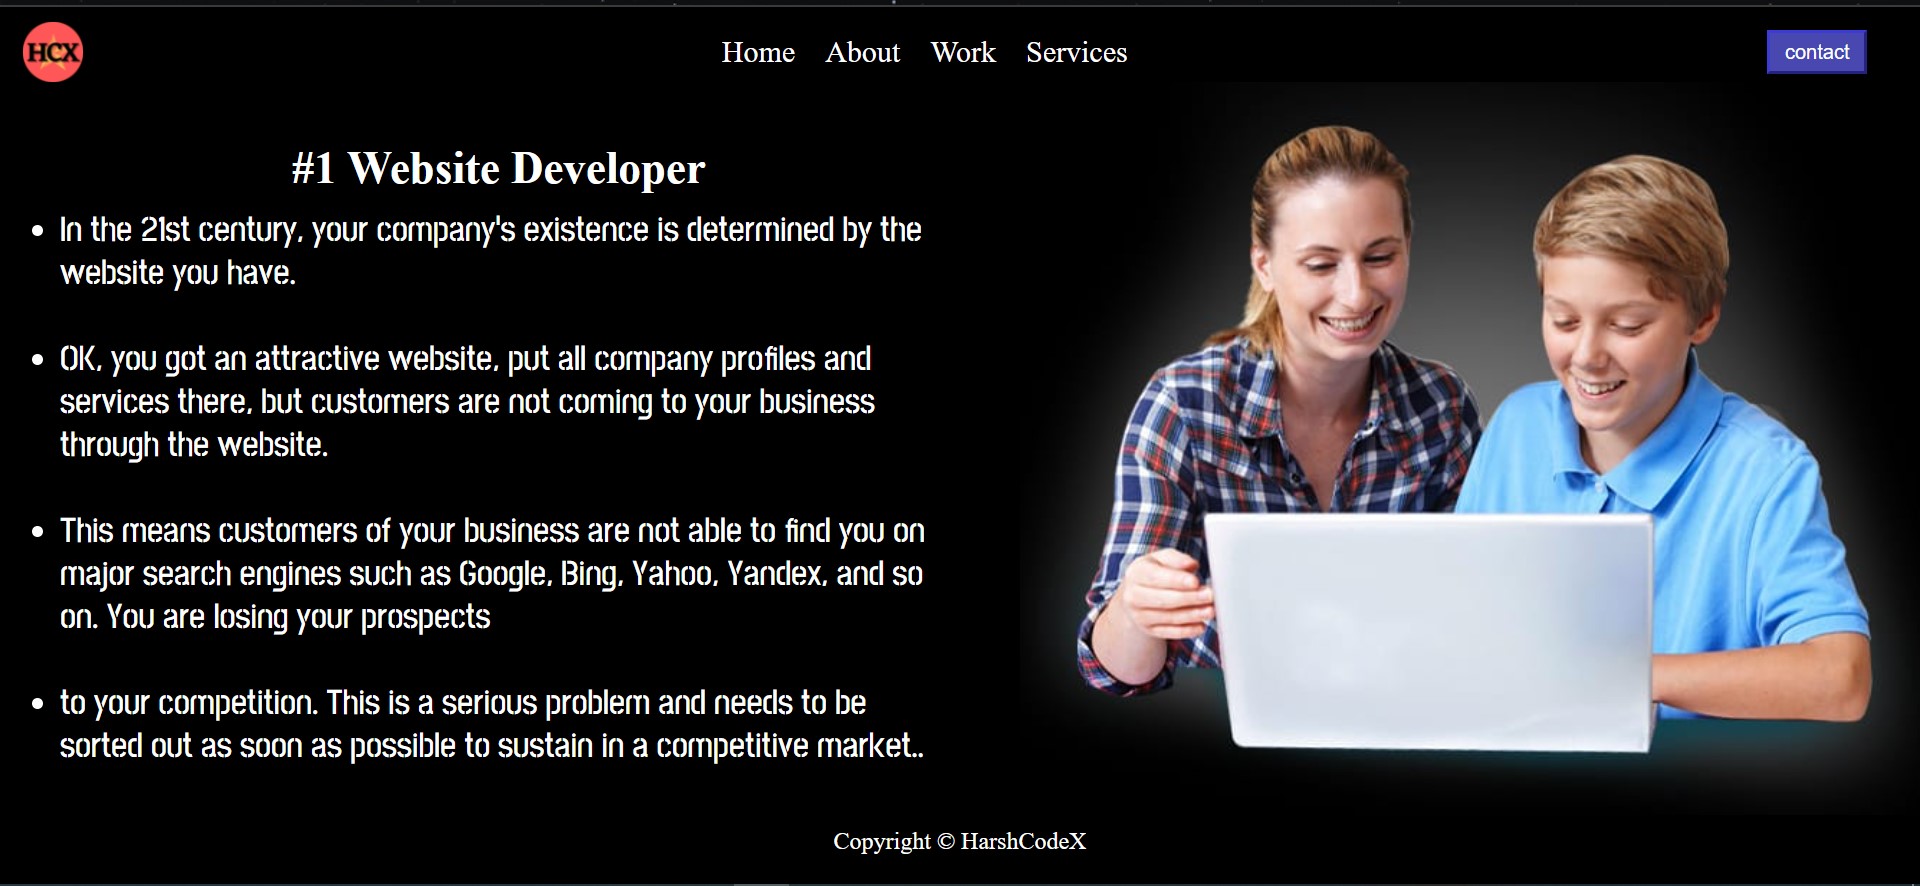 HCX
Home About Work Services
contact
#1 Website Developer
In the 21st century, your company's existence is determined by the
website you have.
OK, you got an attractive website, put all company profiles and
services there, but customers are not coming to your business
through the website.
This means customers of your business are not able to find you on
major search engines such as Google, Bing, Yahoo, Yandex, and so
on. You are losing your prospects
to your competition. This is a serious problem and needs to be
sorted out as soon as possible to sustain in a competitive market..
Copyright © HarshCodeX